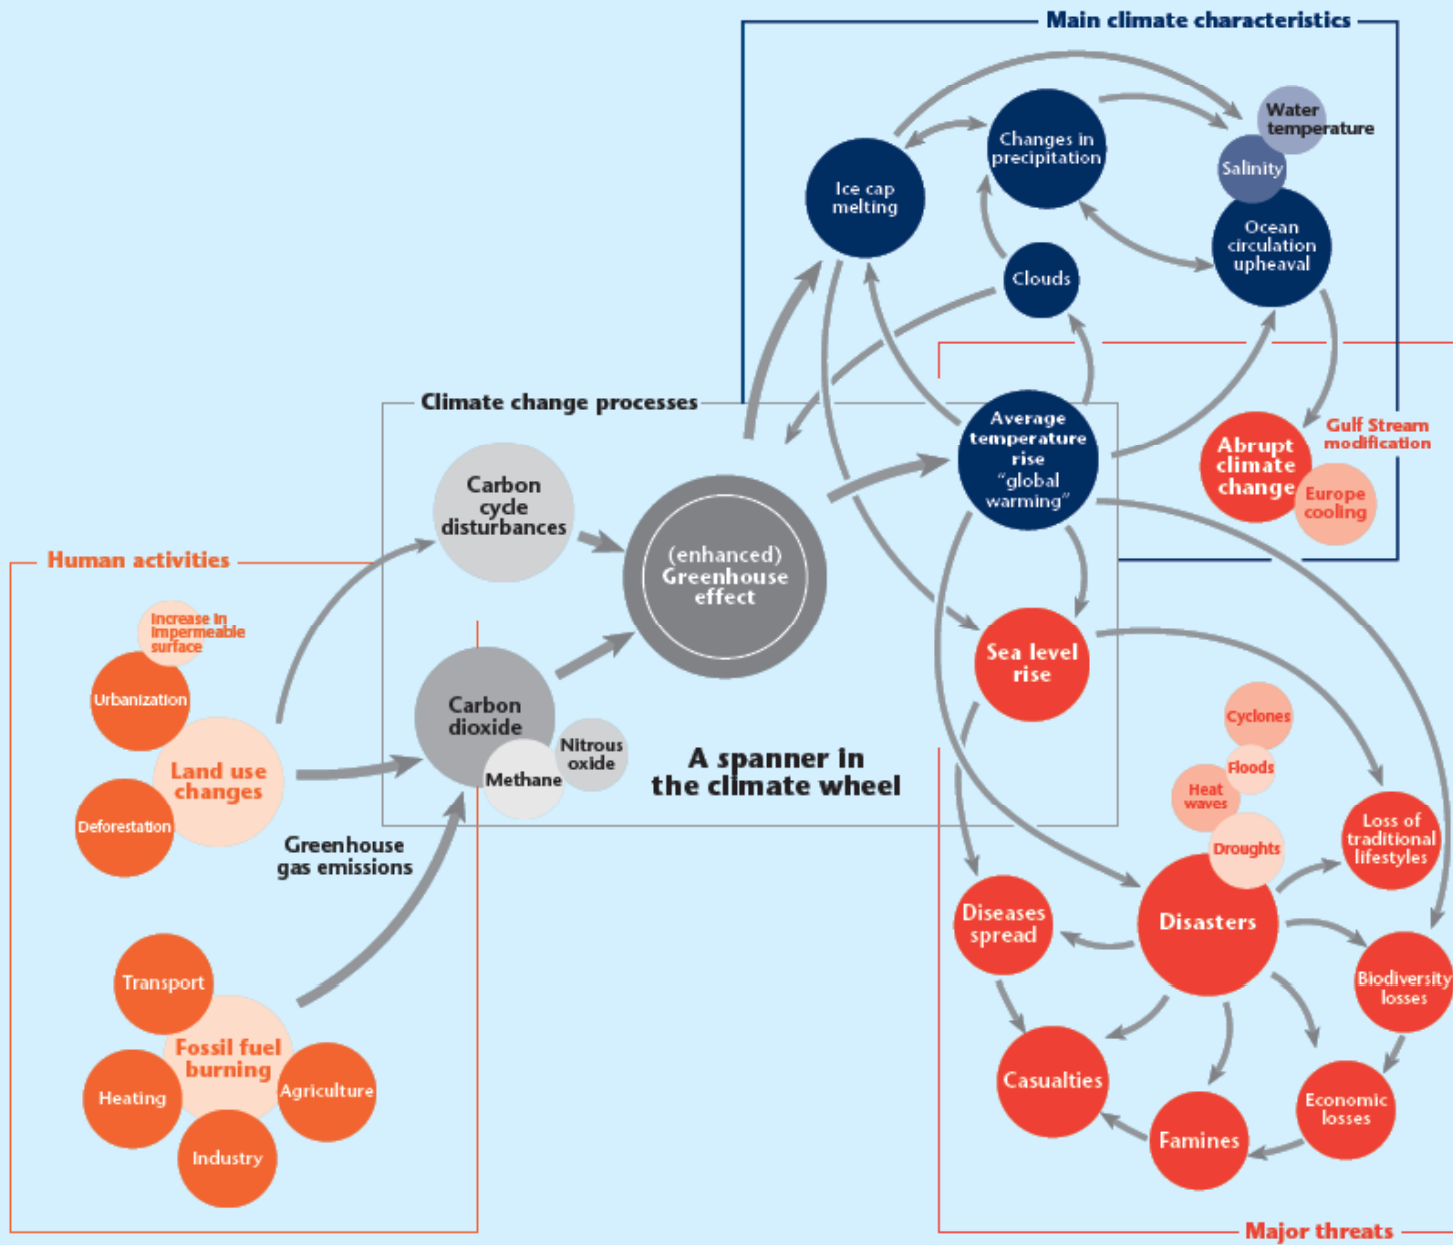 Main climate characteristics
Water
temperature
Changes in
precipitation
Salinity
Ice cap
melting
Ocean
circulation
upheaval
Clouds
Climate change processes
Average
temperature
rise
“global
warming”
Gulf Stream
modification
Abrupt
climate
change
Europe
cooling
Carbon
cycle
disturbances
(enhanced)
Greenhouse
effect
Human activities
Increase in
impermeable
surface
Urbanization
Land use
changes
Deforestation
Carbon
dioxide
Methane
Nitrous
oxide
A spanner in
the climate wheel
Greenhouse
gas emissions
Sea level
rise
Cyclones
Floods
Heat
waves
Droughts
Loss of
traditional
lifestyles
Diseases
spread
Disasters
Biodiversity
losses
Transport
Fossil fuel
burning
Heating
Agriculture
Industry
Casualties
Famines
Economic
losses
Major threats